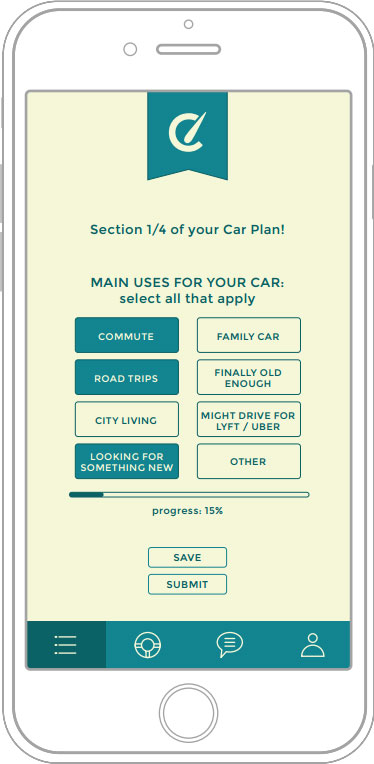 Section 1/4 of your Car Plan!
MAIN USES FOR YOUR CAR:
select all that apply
COMMUTE
FAMILY CAR
ROAD TRIPS
FINALLY OLD
ENOUGH
CITY LIVING
MIGHT DRIVE FOR
LYFT / UBER
LOOKING FOR
SOMETHING NEW
OTHER
progress: 15%
SAVE
SUBMIT